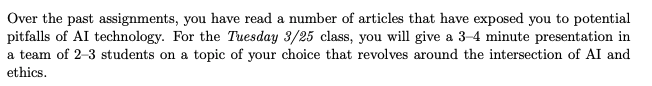 Over the past assignments, you have read a number of articles that have exposed you to potential
pitfalls of AI technology. For the Tuesday 3/25 class, you will give a 3–4 minute presentation in
a team of 2–3 students on a topic of your choice that revolves around the intersection of AI and
ethics.